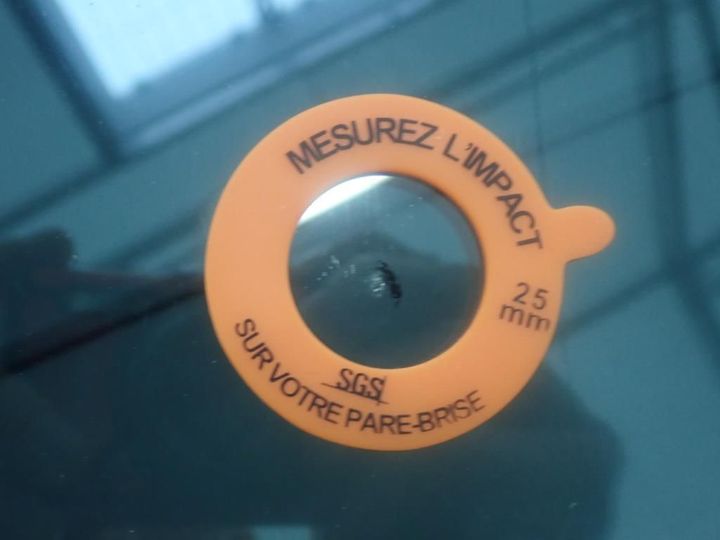 MESUREZ L'IMPACT
25
mm
SGS
SUR VOTRE PARE-BRISE